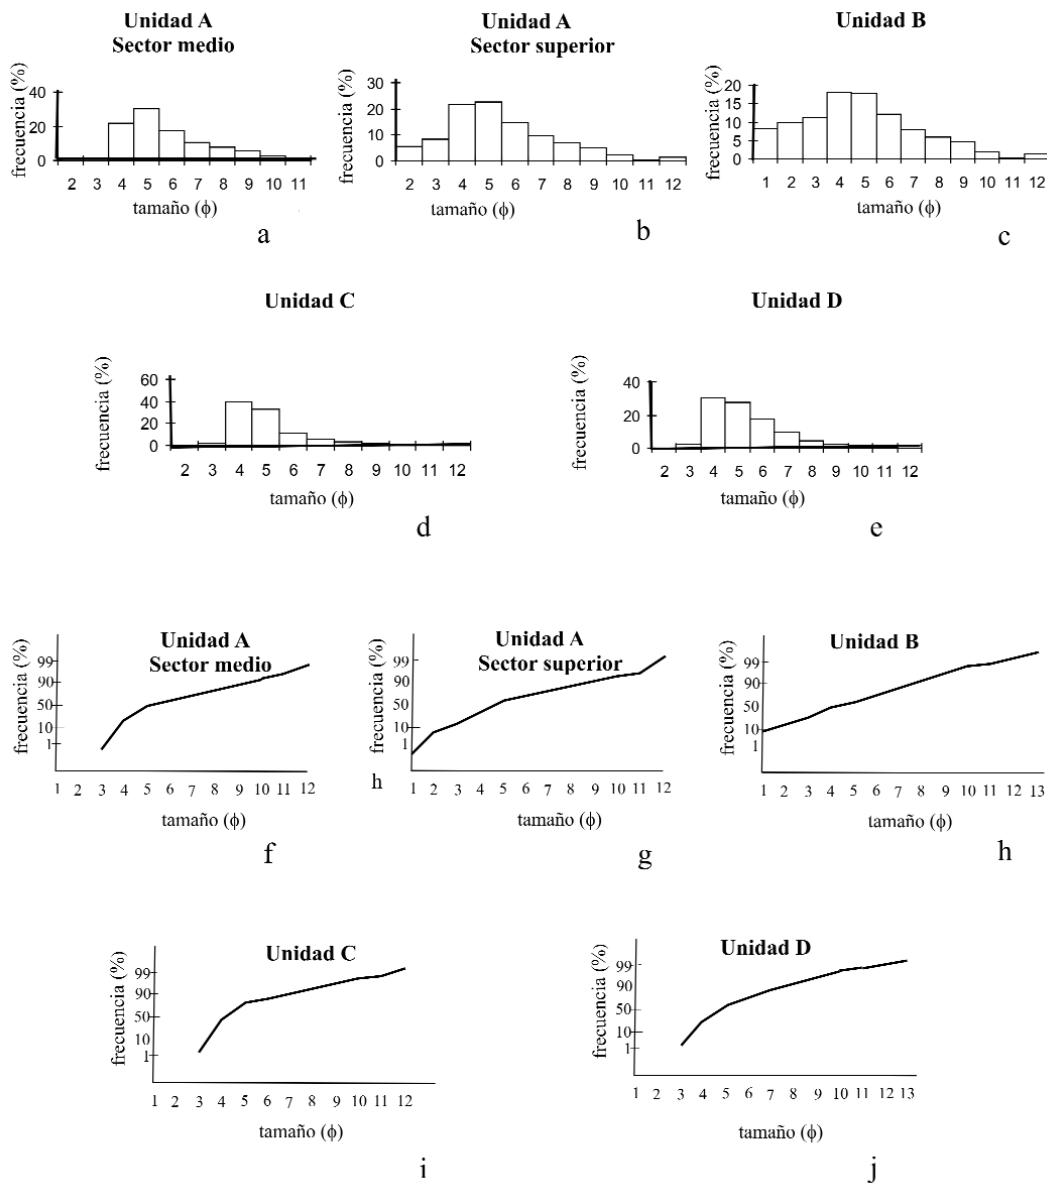 Unidad A
Sector medio
frecuencia (%)
40
20
0
2 3 4 5 6 7 8 9 10 11
tamaño (ϕ)
a
Unidad A
Sector superior
frecuencia (%)
30
20
10
0
2 3 4 5 6 7 8 9 10 11 12
tamaño (ϕ)
b
Unidad B
frecuencia (%)
20
15
10
5
0
1 2 3 4 5 6 7 8 9 10 11 12
tamaño (ϕ)
c
Unidad C
frecuencia (%)
60
40
20
0
2 3 4 5 6 7 8 9 10 11 12
tamaño (ϕ)
d
Unidad D
frecuencia (%)
40
20
0
2 3 4 5 6 7 8 9 10 11 12
tamaño (ϕ)
e
Unidad A
Sector medio
frecuencia (%)
99
90
50
10
1
1 2 3 4 5 6 7 8 9 10 11 12
tamaño (ϕ)
f
Unidad A
Sector superior
frecuencia (%)
99
90
50
10
1
h
1 2 3 4 5 6 7 8 9 10 11 12
tamaño (ϕ)
g
Unidad B
frecuencia (%)
99
90
50
10
1
1 2 3 4 5 6 7 8 9 10 11 12 13
tamaño (ϕ)
h
Unidad C
frecuencia (%)
99
90
50
10
1
1 2 3 4 5 6 7 8 9 10 11 12
tamaño (ϕ)
i
Unidad D
frecuencia (%)
99
90
50
10
1
1 2 3 4 5 6 7 8 9 10 11 12 13
tamaño (ϕ)
j